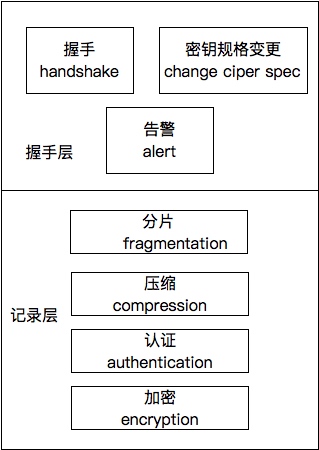 握手
handshake
密钥规格变更
change ciper spec
告警
alert
握手层
分片
fragmentation
压缩
compression
记录层
认证
authentication
加密
encryption